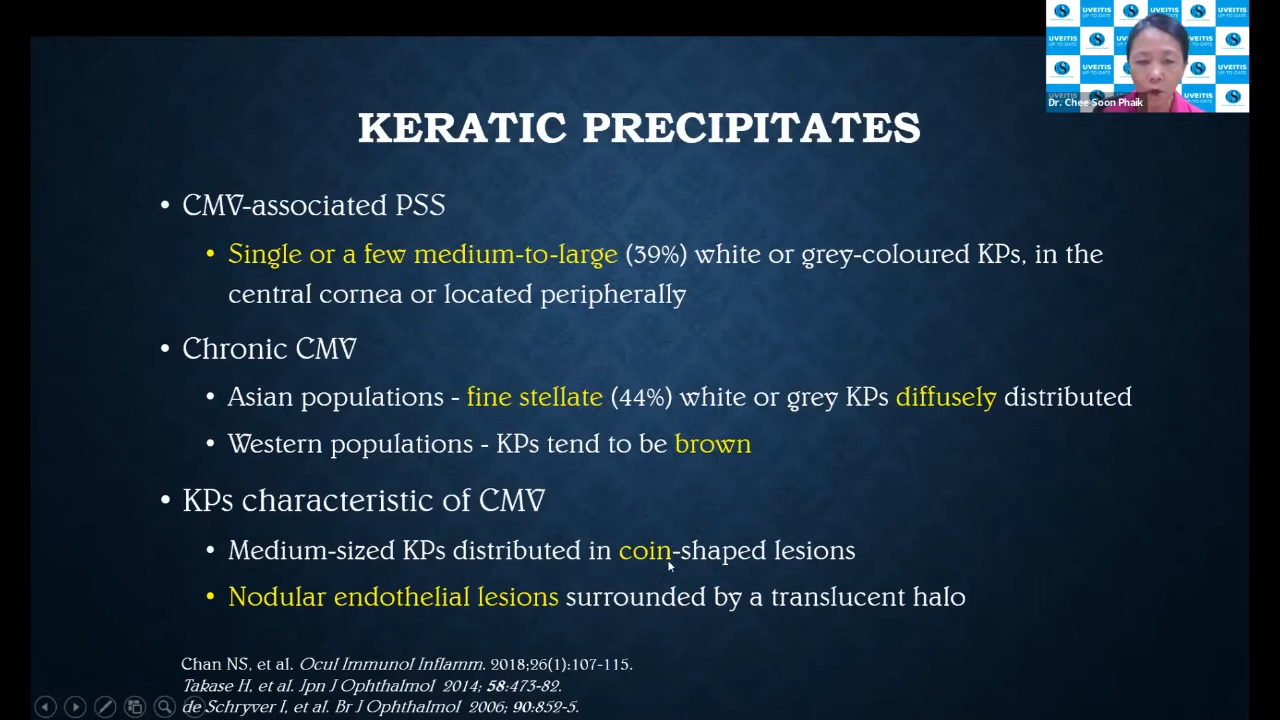 UVEITIS
UP-TO-DATE
Dr. Chee Soon Phaik
KERATIC PRECIPITATES
• CMV-associated PSS
• Single or a few medium-to-large (39%) white or grey-coloured KPs, in the
central cornea or located peripherally
• Chronic CMV
• Asian populations - fine stellate (44%) white or grey KPs diffusely distributed
• Western populations - KPs tend to be brown
• KPs characteristic of CMV
• Medium-sized KPs distributed in coin-shaped lesions
• Nodular endothelial lesions surrounded by a translucent halo
Chan NS, et al. Ocul Immunol Inflamm. 2018;26(1):107-115.
Takase H, et al. Jpn J Ophthalmol 2014; 58:473-82.
de Schryver I, et al. Br J Ophthalmol 2006; 90:852-5.